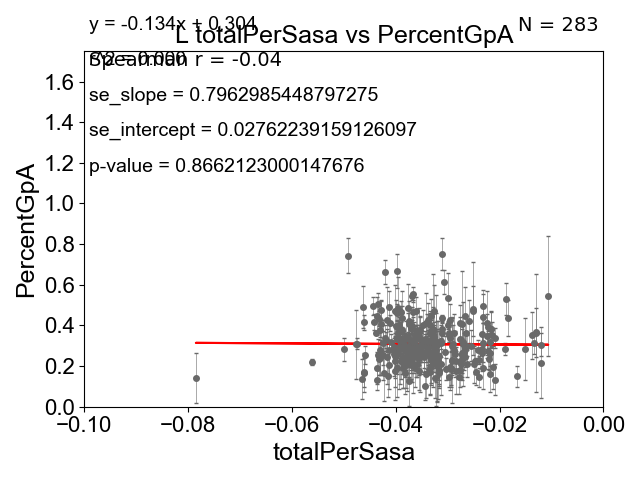 y = -0.134x + 0.304
N = 283
L totalPerSasa vs PercentGpA
Spearman r = -0.04
se_slope = 0.7962985448797275
se_intercept = 0.02762239159126097
p-value = 0.8662123000147676
PercentGpA
1.6
1.4
1.2
1.0
0.8
0.6
0.4
0.2
0.0
−0.10 −0.08 −0.06 −0.04 −0.02 0.00
totalPerSasa